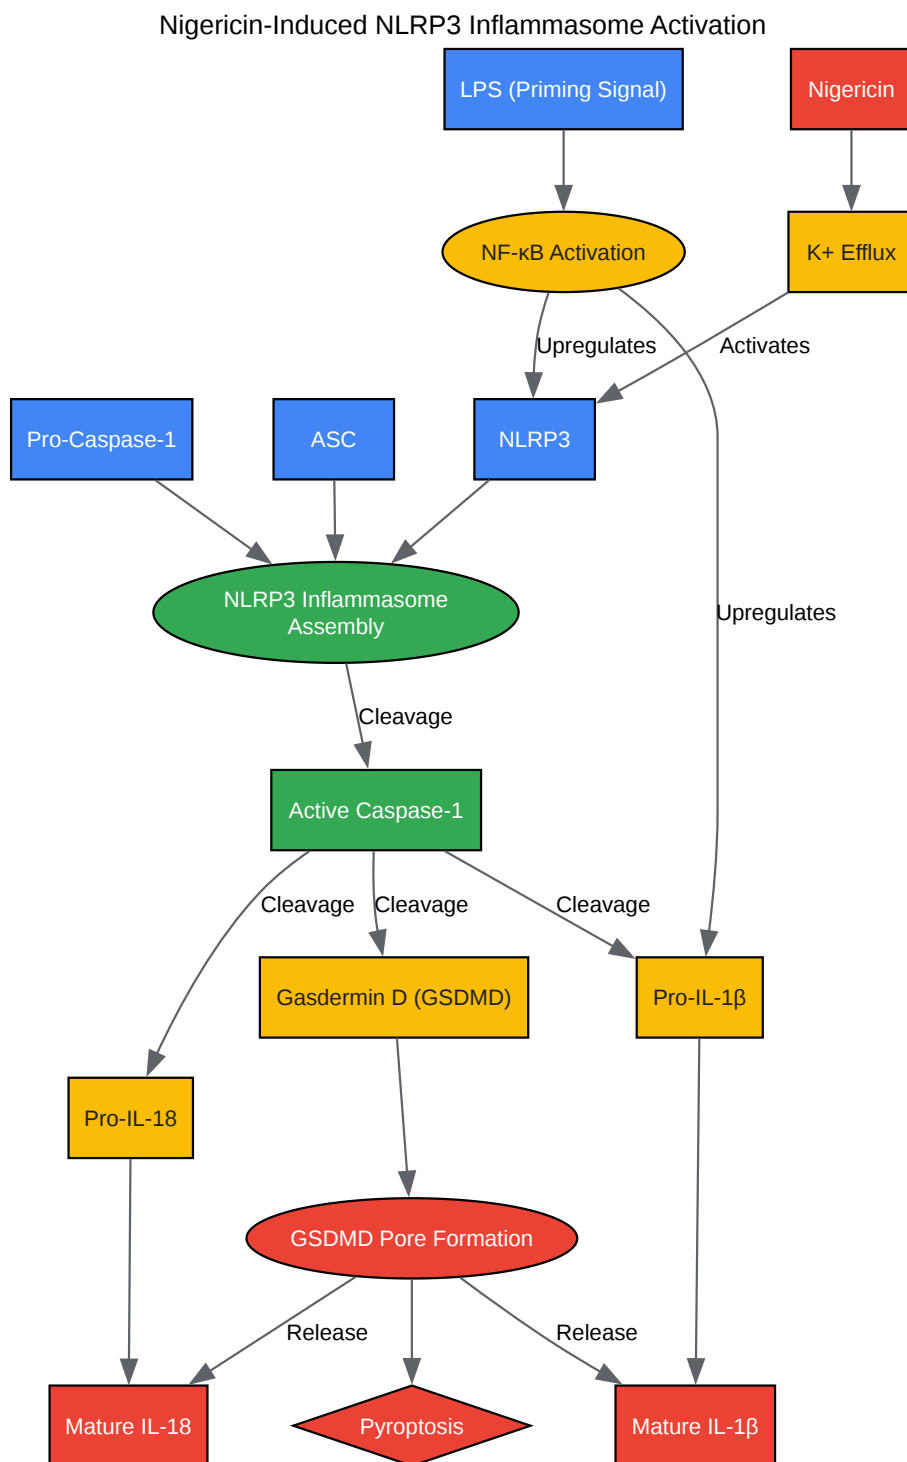 Nigericin-Induced NLRP3 Inflammasome Activation
LPS (Priming Signal)
Nigericin
NF-κB Activation
K+ Efflux
Upregulates
Activates
Pro-Caspase-1
ASC
NLRP3
NLRP3 Inflammasome
Assembly
Upregulates
Cleavage
Active Caspase-1
Cleavage
Cleavage
Cleavage
Gasdermin D (GSDMD)
Pro-IL-1β
Pro-IL-18
GSDMD Pore Formation
Release
Release
Mature IL-18
Pyroptosis
Mature IL-1β